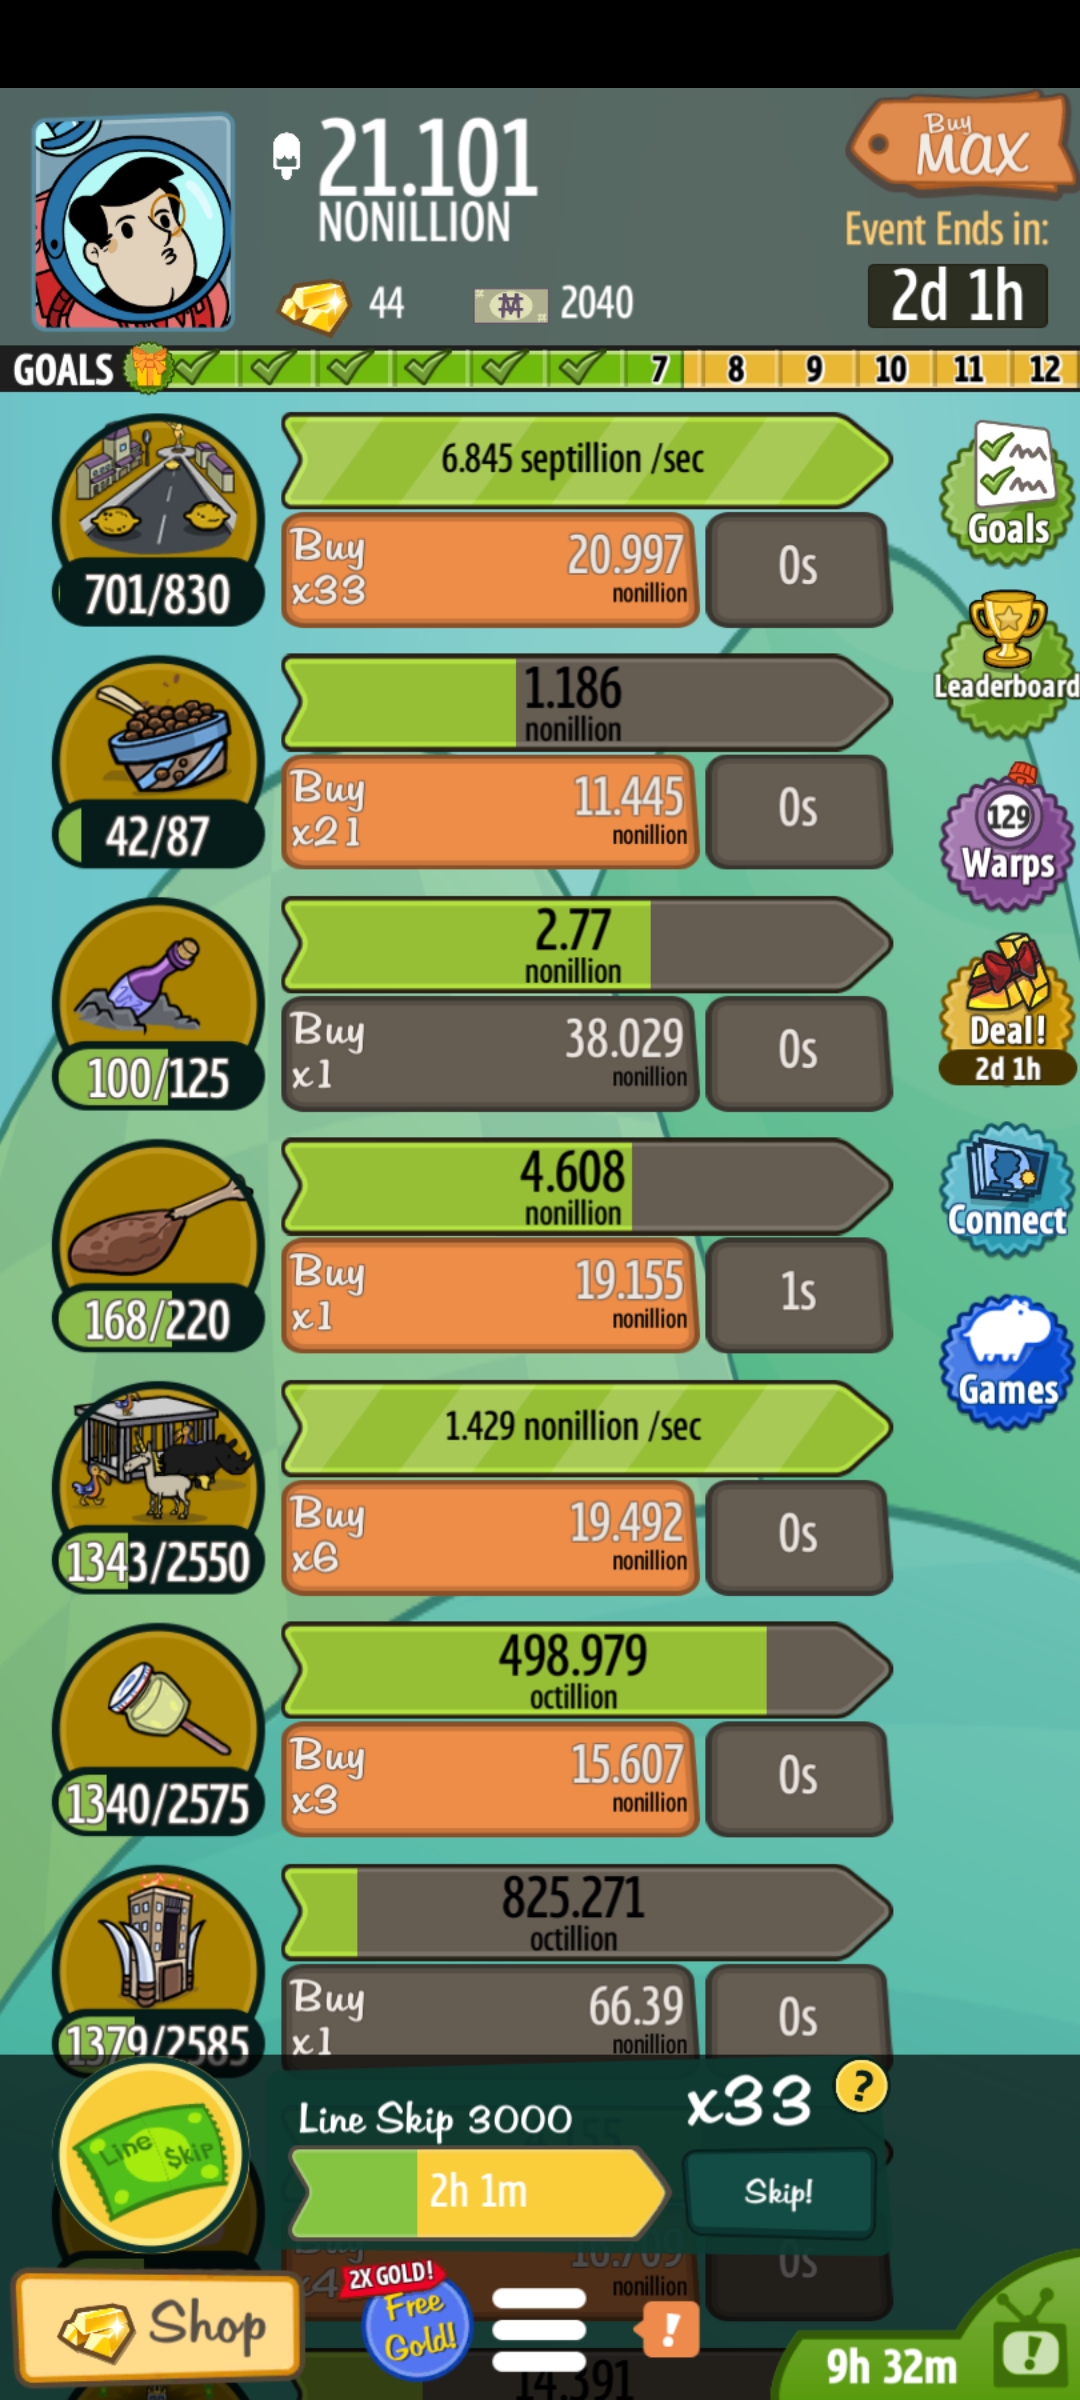 21.101
NONILLION
Buy
Max
Event Ends in:
2d 1h
44
2040
GOALS
7
8
9
10
11
12
6.845 septillion /sec
701/830
Buy
x33
20.997
nonillion
0s
Goals
1.186
nonillion
42/87
Buy
x21
11.445
nonillion
0s
Leaderboard
129
Warps
2.77
nonillion
100/125
Buy
x1
38.029
nonillion
0s
Deal!
2d 1h
4.608
nonillion
168/220
Buy
x1
19.155
nonillion
1s
Connect
Games
1.429 nonillion /sec
1343/2550
Buy
x6
19.492
nonillion
0s
498.979
octillion
1340/2575
Buy
x3
15.607
nonillion
0s
825.271
octillion
1379/2585
Buy
x1
66.39
nonillion
0s
Line Skip
Line Skip 3000
x33
?
2h 1m
Skip!
Buy
x4
nonillion
0s
Shop
2X GOLD!
Free
Gold!
!
9h 32m
!
14.391